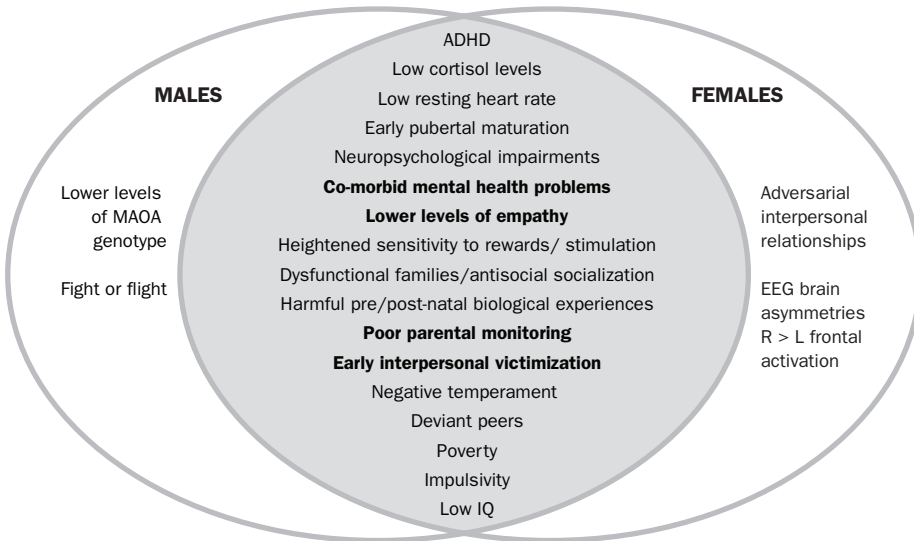 MALES
Lower levels
of MAOA
genotype
Fight or flight
ADHD
Low cortisol levels
Low resting heart rate
Early pubertal maturation
Neuropsychological impairments
Co-morbid mental health problems
Lower levels of empathy
Heightened sensitivity to rewards/ stimulation
Dysfunctional families/antisocial socialization
Harmful pre/post-natal biological experiences
Poor parental monitoring
Early interpersonal victimization
Negative temperament
Deviant peers
Poverty
Impulsivity
Low IQ
FEMALES
Adversarial
interpersonal
relationships
EEG brain
asymmetries
R > L frontal
activation